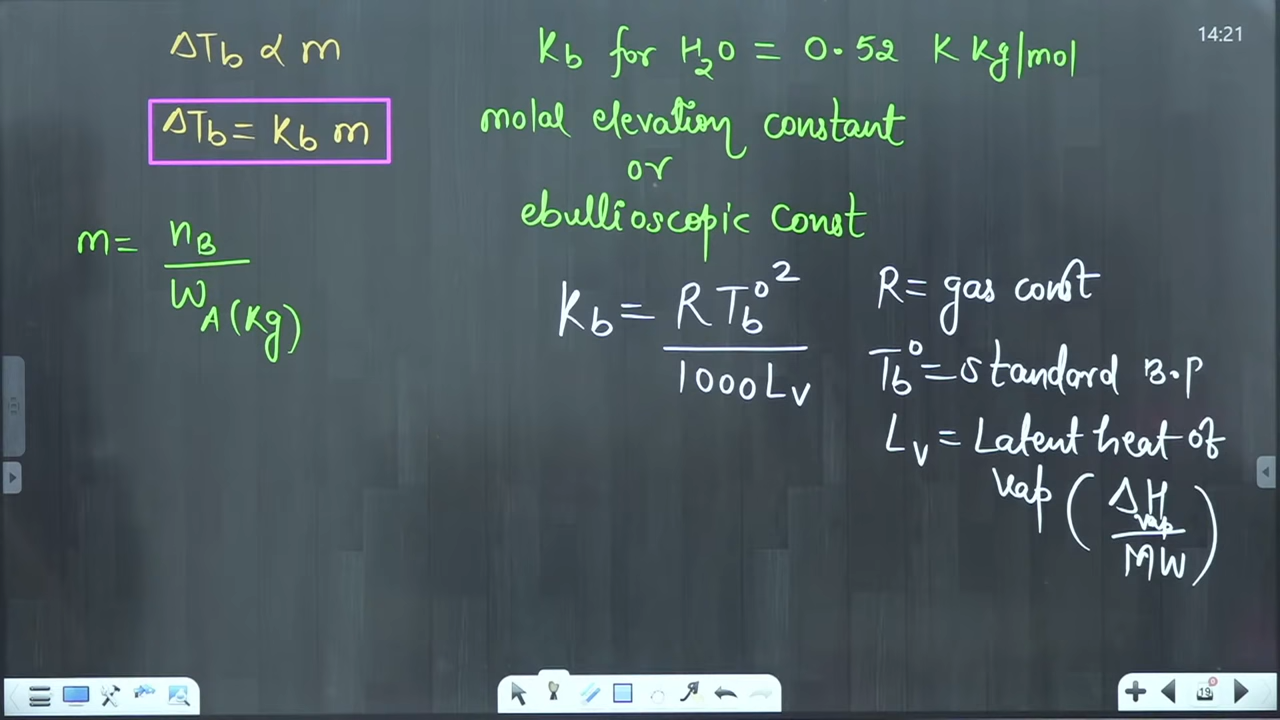 14:21
ΔTb ∝ m
ΔTb = Kb m
m = nB / WA(Kg)
Kb for H2O = 0.52 K Kg/mol
molal elevation constant
or
ebullioscopic const
Kb = R Tb°² / 1000 Lv
R = gas const
Tb° = Standard B.P
Lv = Latent heat of
vap (ΔHvap / MW)
19